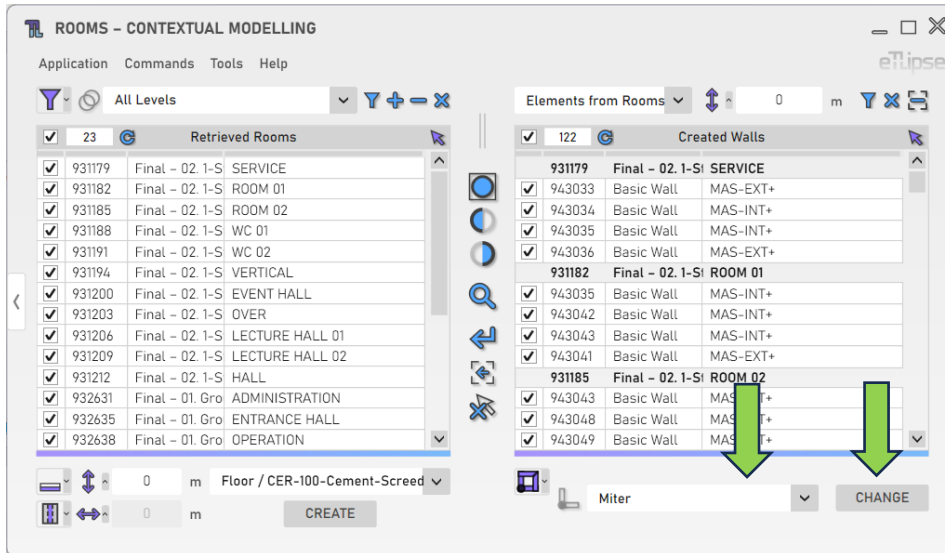 ROOMS – CONTEXTUAL MODELLING
Application Commands Tools Help
eTLipse
All Levels
23 Retrieved Rooms
931179 Final – 02. 1-S SERVICE
931182 Final – 02. 1-S ROOM 01
931185 Final – 02. 1-S ROOM 02
931188 Final – 02. 1-S WC 01
931191 Final – 02. 1-S WC 02
931194 Final – 02. 1-S VERTICAL
931200 Final – 02. 1-S EVENT HALL
931203 Final – 02. 1-S OVER
931206 Final – 02. 1-S LECTURE HALL 01
931209 Final – 02. 1-S LECTURE HALL 02
931212 Final – 02. 1-S HALL
932631 Final – 01. Gro ADMINISTRATION
932635 Final – 01. Gro ENTRANCE HALL
932638 Final – 01. Gro OPERATION
0 m Floor / CER-100-Cement-Screed
0 m CREATE
Elements from Rooms 0 m
122 Created Walls
931179 Final – 02. 1-St SERVICE
943033 Basic Wall MAS-EXT+
943034 Basic Wall MAS-INT+
943035 Basic Wall MAS-INT+
943036 Basic Wall MAS-EXT+
931182 Final – 02. 1-St ROOM 01
943035 Basic Wall MAS-INT+
943042 Basic Wall MAS-INT+
943043 Basic Wall MAS-INT+
943041 Basic Wall MAS-EXT+
931185 Final – 02. 1-St ROOM 02
943043 Basic Wall
943048 Basic Wall
943049 Basic Wall
Miter CHANGE